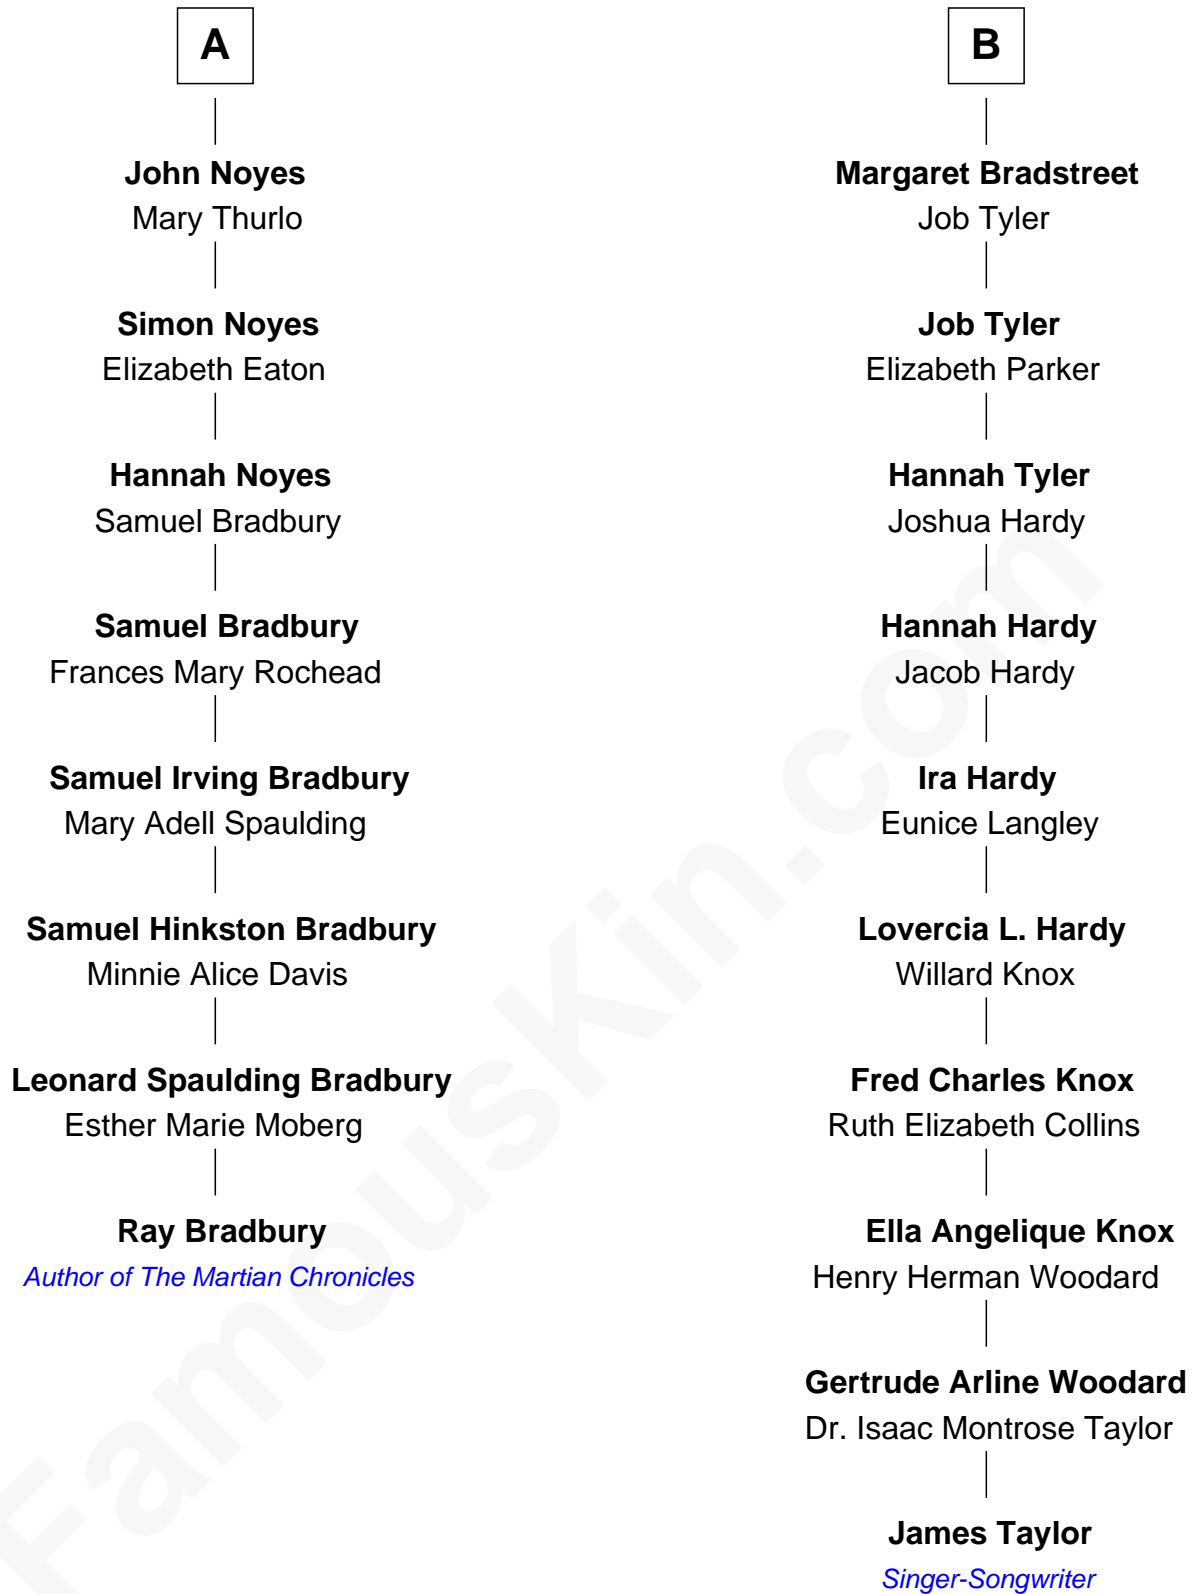 A
John Noyes
Mary Thurlo
Simon Noyes
Elizabeth Eaton
Hannah Noyes
Samuel Bradbury
Samuel Bradbury
Frances Mary Rochead
Samuel Irving Bradbury
Mary Adell Spaulding
Samuel Hinkston Bradbury
Minnie Alice Davis
Leonard Spaulding Bradbury
Esther Marie Moberg
Ray Bradbury
Author of The Martian Chronicles
B
Margaret Bradstreet
Job Tyler
Job Tyler
Elizabeth Parker
Hannah Tyler
Joshua Hardy
Hannah Hardy
Jacob Hardy
Ira Hardy
Eunice Langley
Lovercia L. Hardy
Willard Knox
Fred Charles Knox
Ruth Elizabeth Collins
Ella Angelique Knox
Henry Herman Woodard
Gertrude Arline Woodard
Dr. Isaac Montrose Taylor
James Taylor
Singer-Songwriter
FamousKin.com